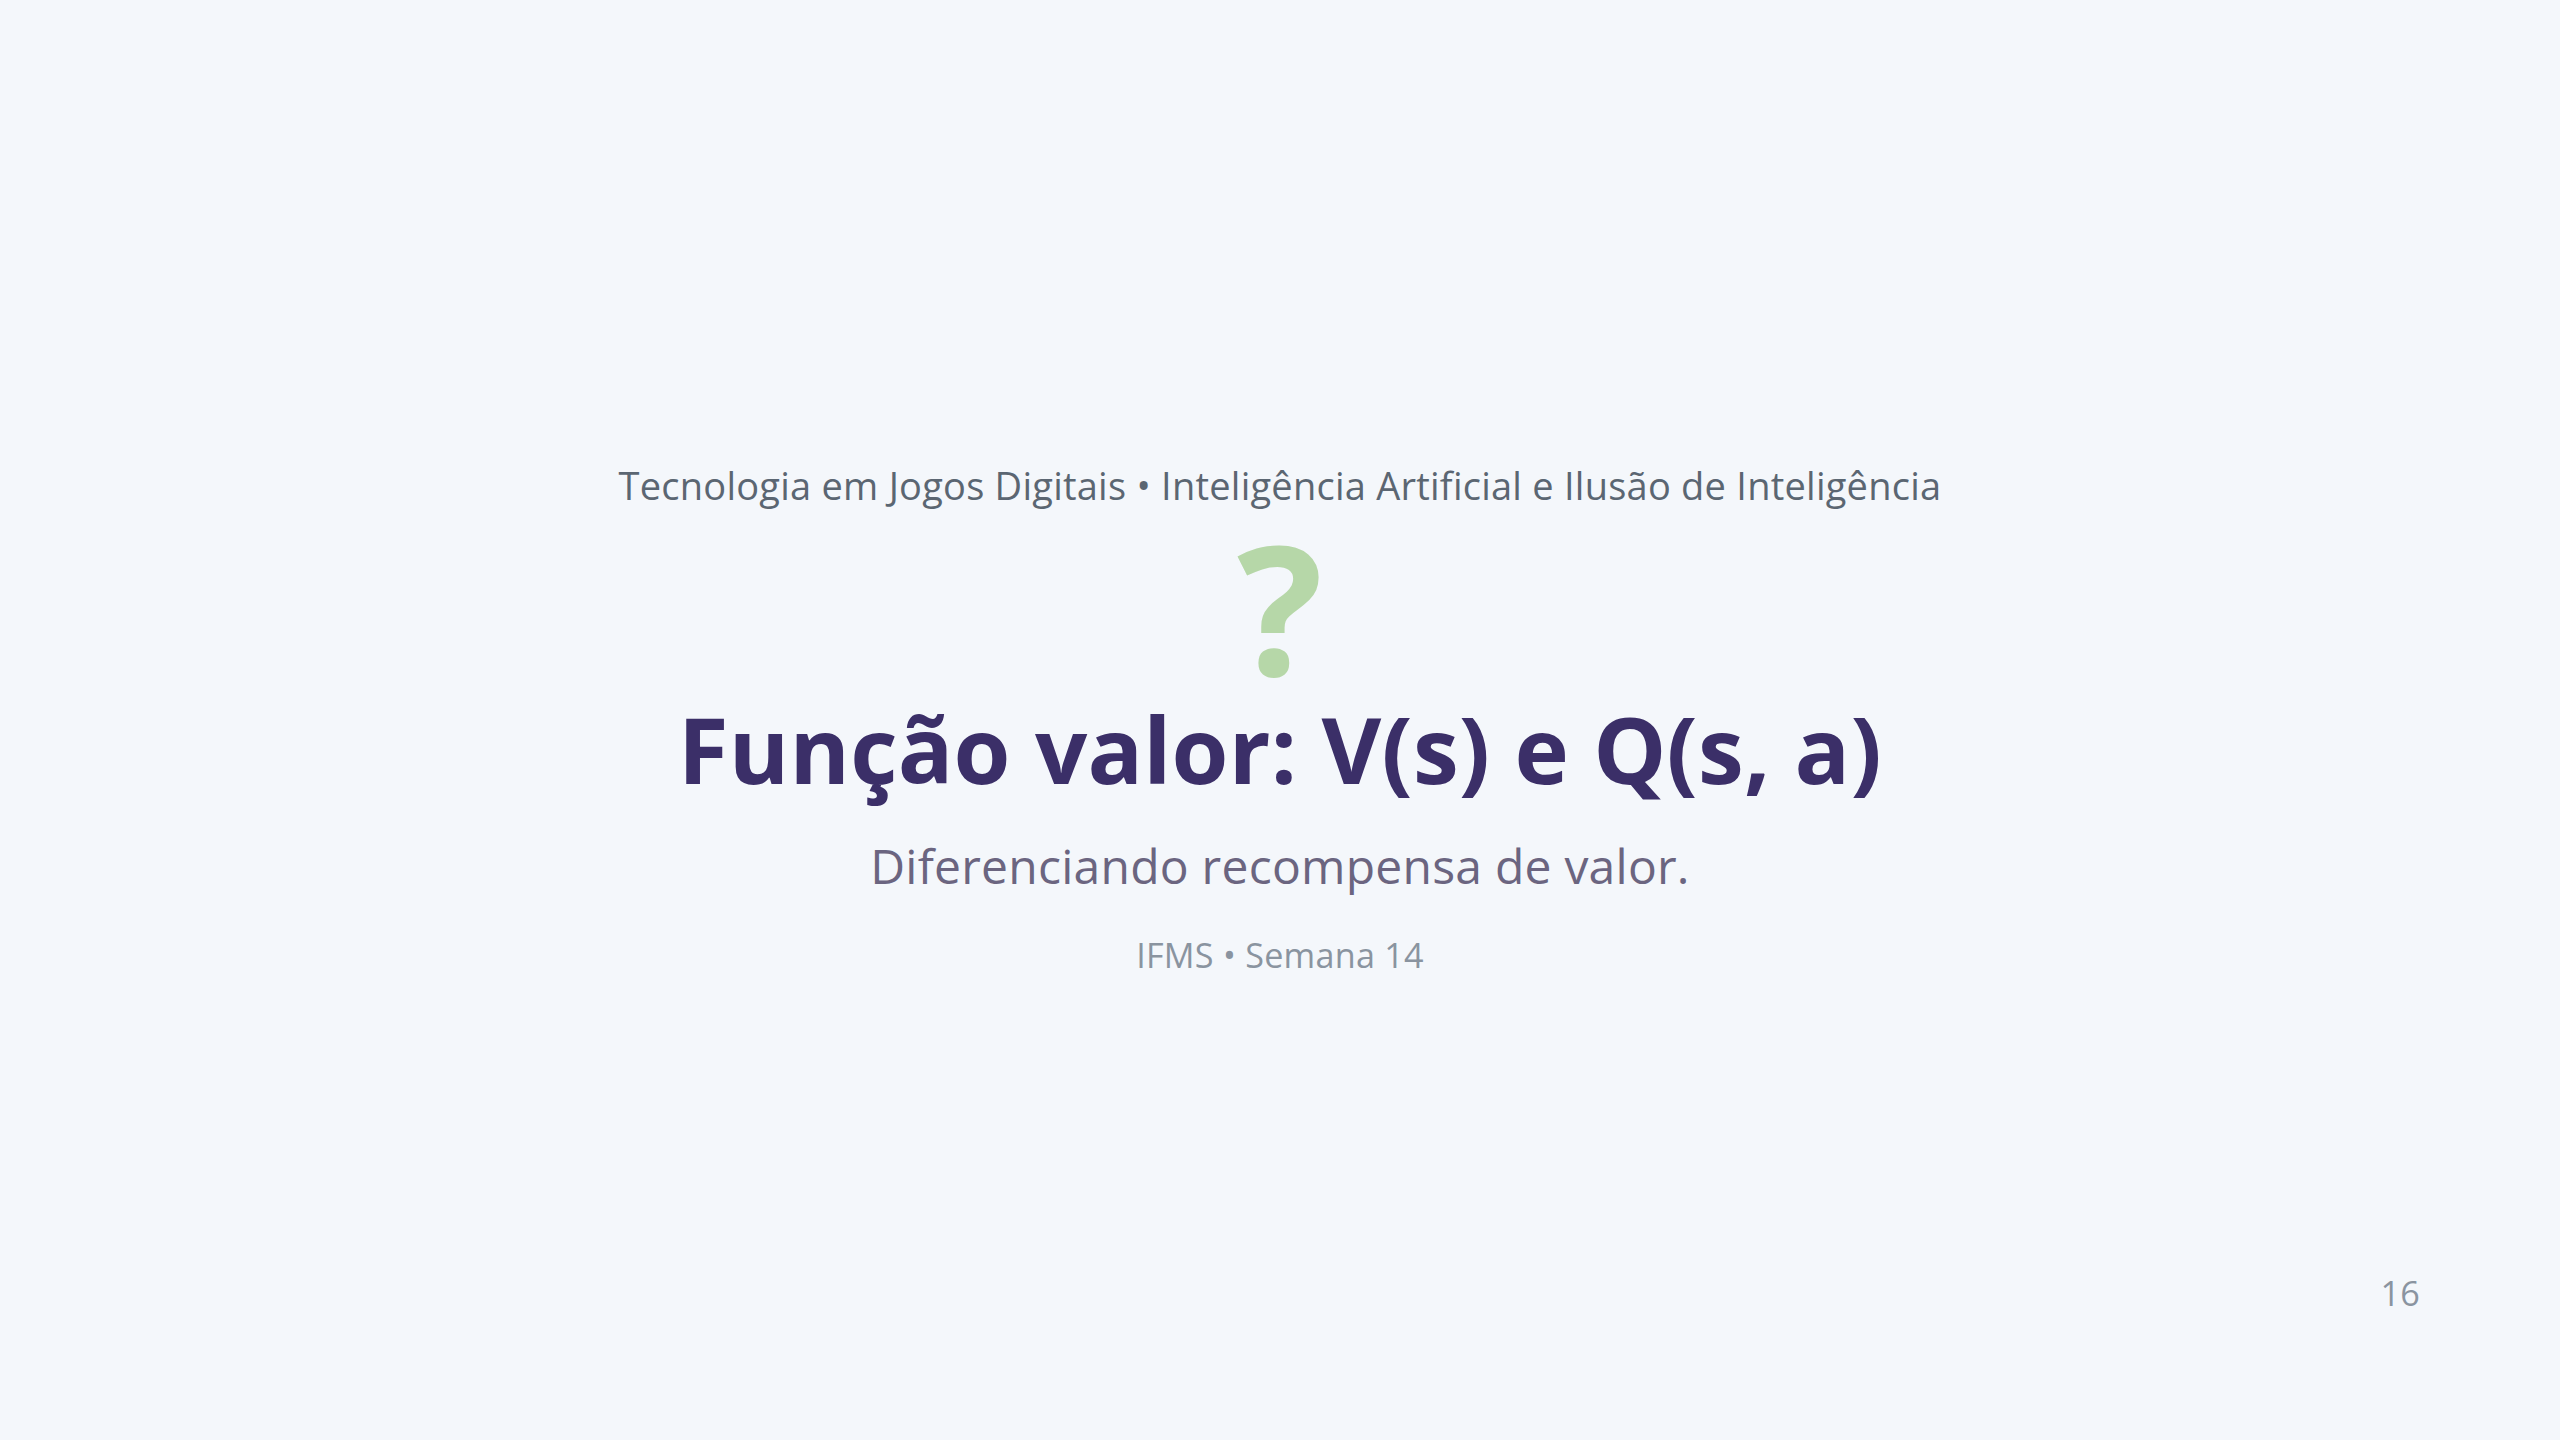 Tecnologia em Jogos Digitais • Inteligência Artificial e Ilusão de Inteligência
?
Função valor: V(s) e Q(s, a)
Diferenciando recompensa de valor.
IFMS • Semana 14
16